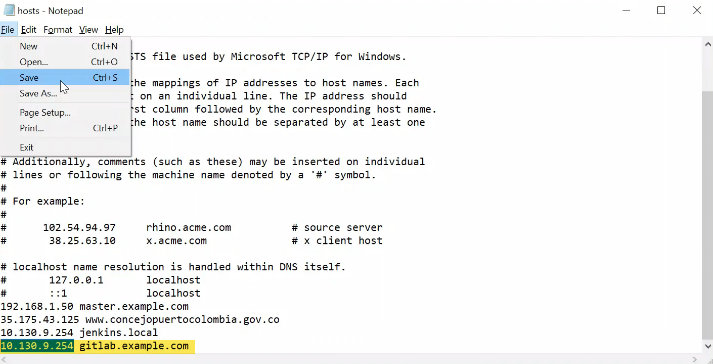 hosts - Notepad
File Edit Format View Help
New Ctrl+N
Open... Ctrl+O
Save Ctrl+S
Save As...
Page Setup...
Print... Ctrl+P
Exit
TS file used by Microsoft TCP/IP for Windows.
he mappings of IP addresses to host names. Each
on an individual line. The IP address should
rst column followed by the corresponding host name.
he host name should be separated by at least one
# Additionally, comments (such as these) may be inserted on individual
# lines or following the machine name denoted by a '#' symbol.
#
# For example:
#
# 102.54.94.97 rhino.acme.com # source server
# 38.25.63.10 x.acme.com # x client host
# localhost name resolution is handled within DNS itself.
# 127.0.0.1 localhost
# ::1 localhost
192.168.1.50 master.example.com
35.175.43.125 www.concejopuertocolombia.gov.co
10.130.9.254 jenkins.local
10.130.9.254 gitlab.example.com